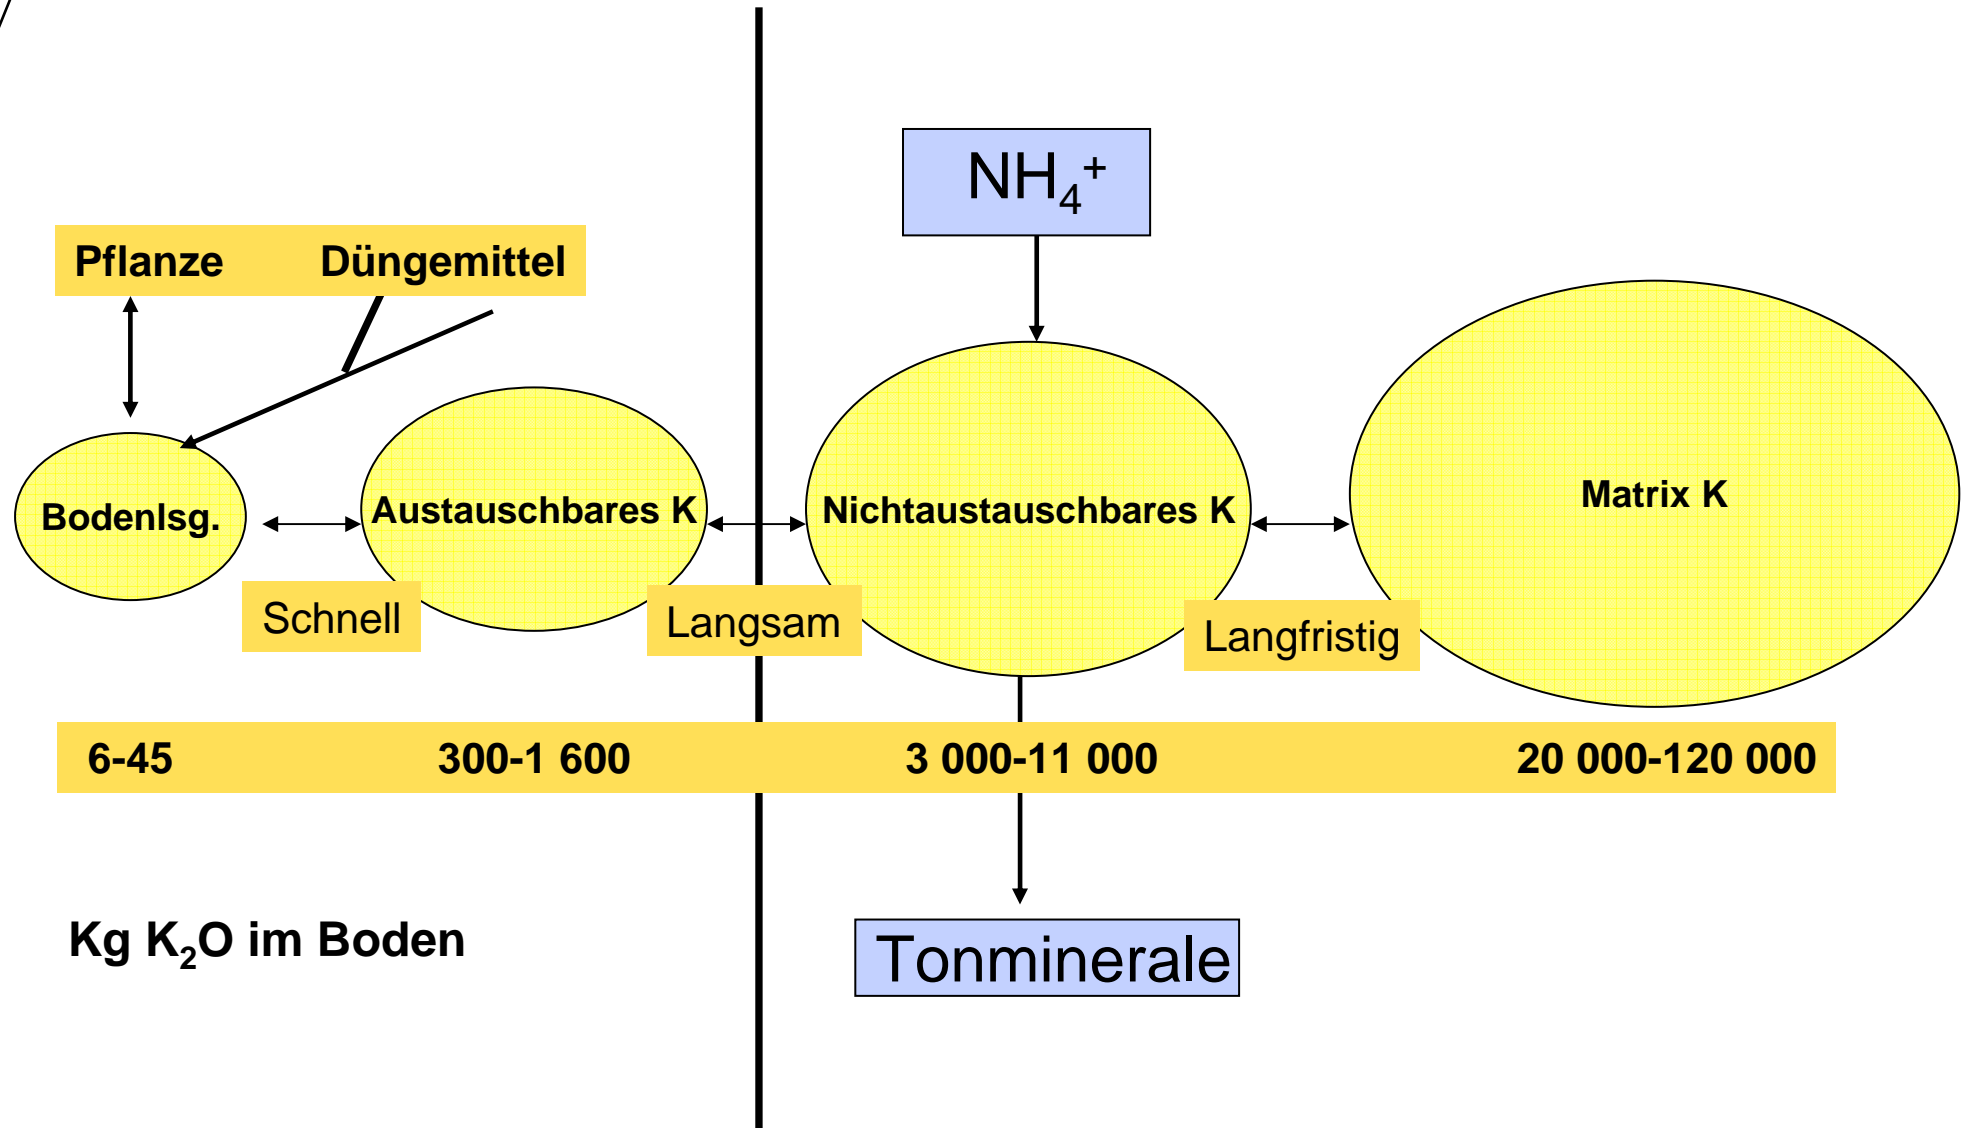 NH₄⁺
Pflanze Düngemittel
Bodenlsg. Austauschbares K Nichtaustauschbares K Matrix K
Schnell Langsam Langfristig
6-45 300-1 600 3 000-11 000 20 000-120 000
Kg K₂O im Boden
Tonminerale